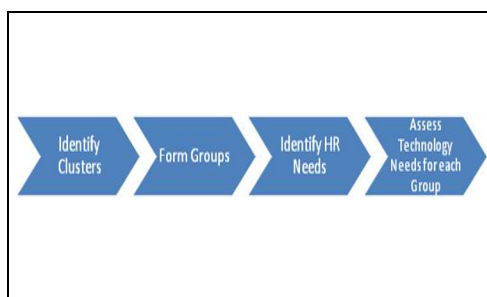 Identify
Clusters
Form Groups
Identify HR
Needs
Assess
Technology
Needs for each
Group